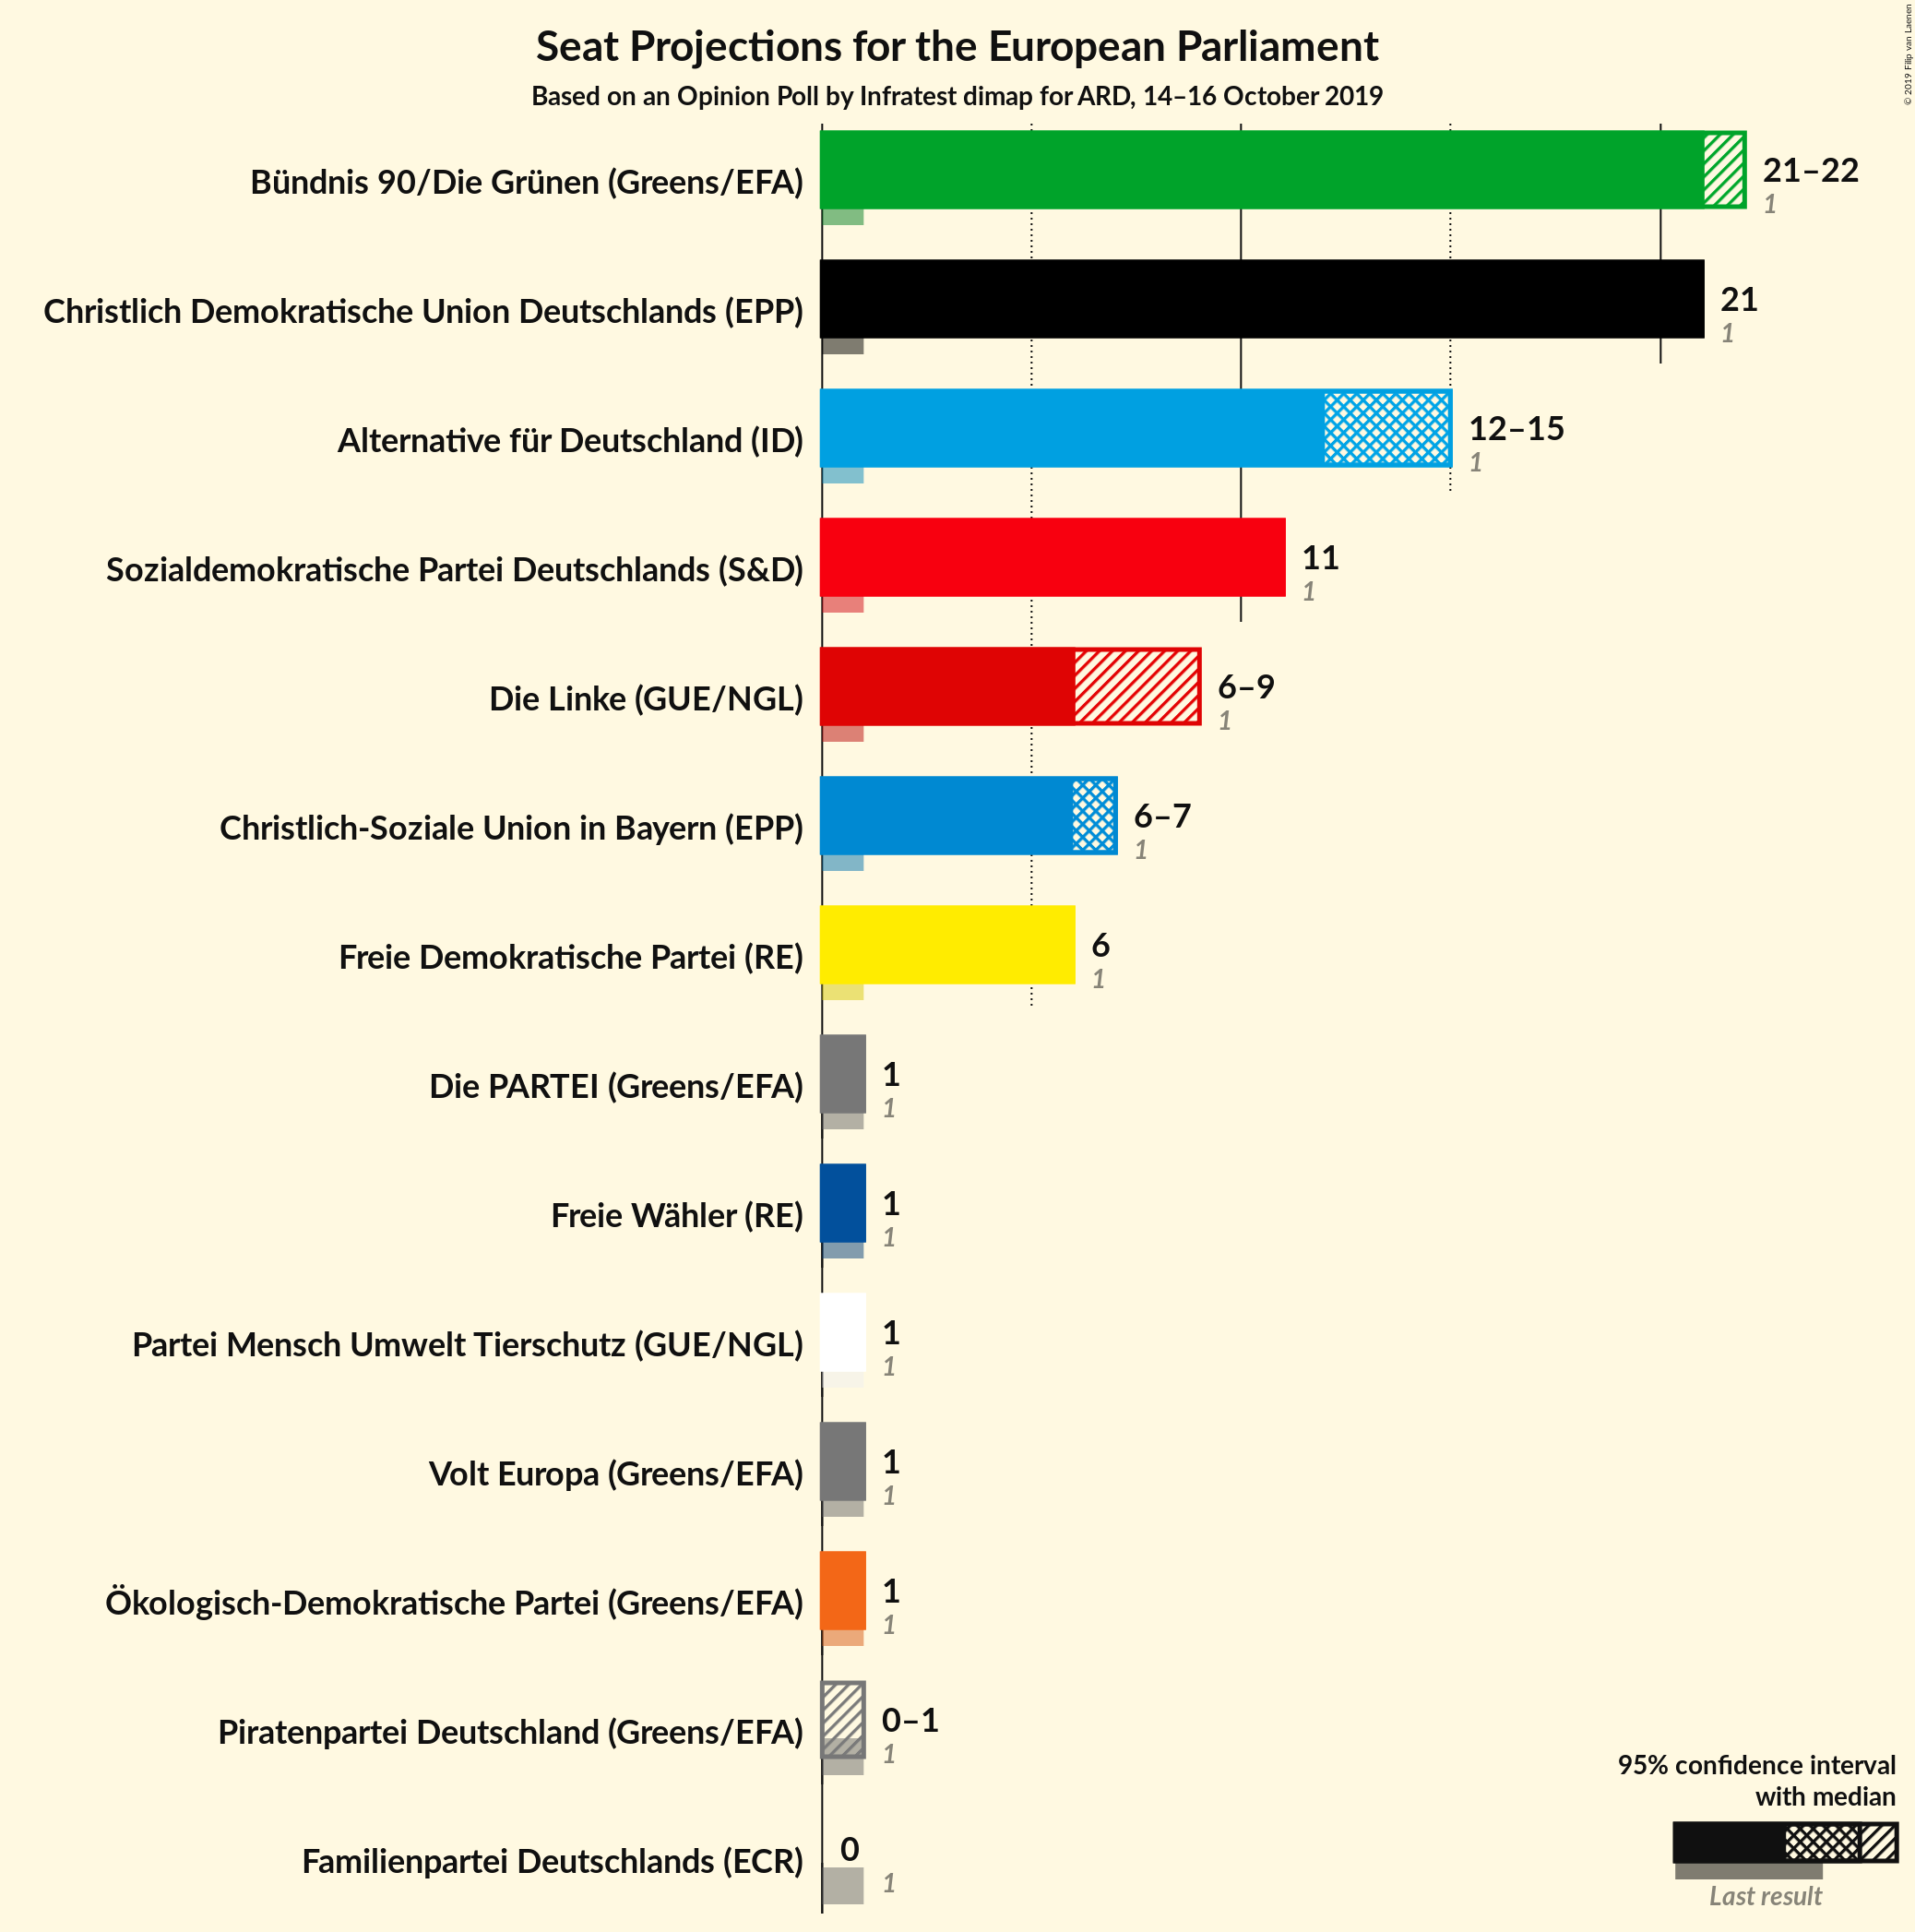 Seat Projections for the European Parliament
Based on an Opinion Poll by Infratest dimap for ARD, 14–16 October 2019
© 2019 Filip van Laenen
Bündnis 90/Die Grünen (Greens/EFA)
21–22
1
Christlich Demokratische Union Deutschlands (EPP)
21
1
Alternative für Deutschland (ID)
12–15
1
Sozialdemokratische Partei Deutschlands (S&D)
11
1
Die Linke (GUE/NGL)
6–9
1
Christlich-Soziale Union in Bayern (EPP)
6–7
1
Freie Demokratische Partei (RE)
6
1
Die PARTEI (Greens/EFA)
1
1
Freie Wähler (RE)
1
1
Partei Mensch Umwelt Tierschutz (GUE/NGL)
1
1
Volt Europa (Greens/EFA)
1
1
Ökologisch-Demokratische Partei (Greens/EFA)
1
1
Piratenpartei Deutschland (Greens/EFA)
0–1
1
Familienpartei Deutschlands (ECR)
0
1
95% confidence interval
with median
Last result